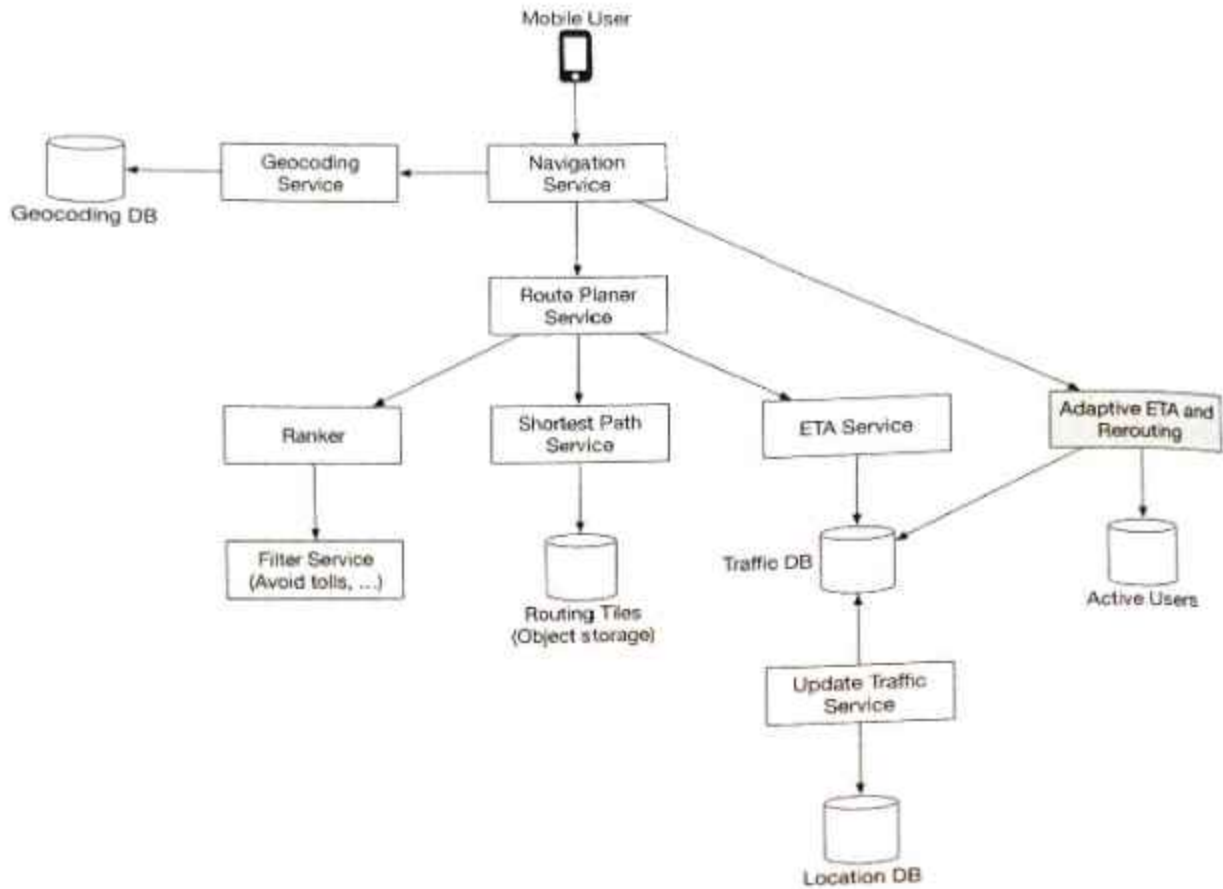 Mobile User
Geocoding
Service
Navigation
Service
Geocoding DB
Route Planer
Service
Ranker
Shortest Path
Service
ETA Service
Adaptive ETA and
Rerouting
Filter Service
(Avoid tolls, ...)
Routing Tiles
(Object storage)
Traffic DB
Active Users
Update Traffic
Service
Location DB